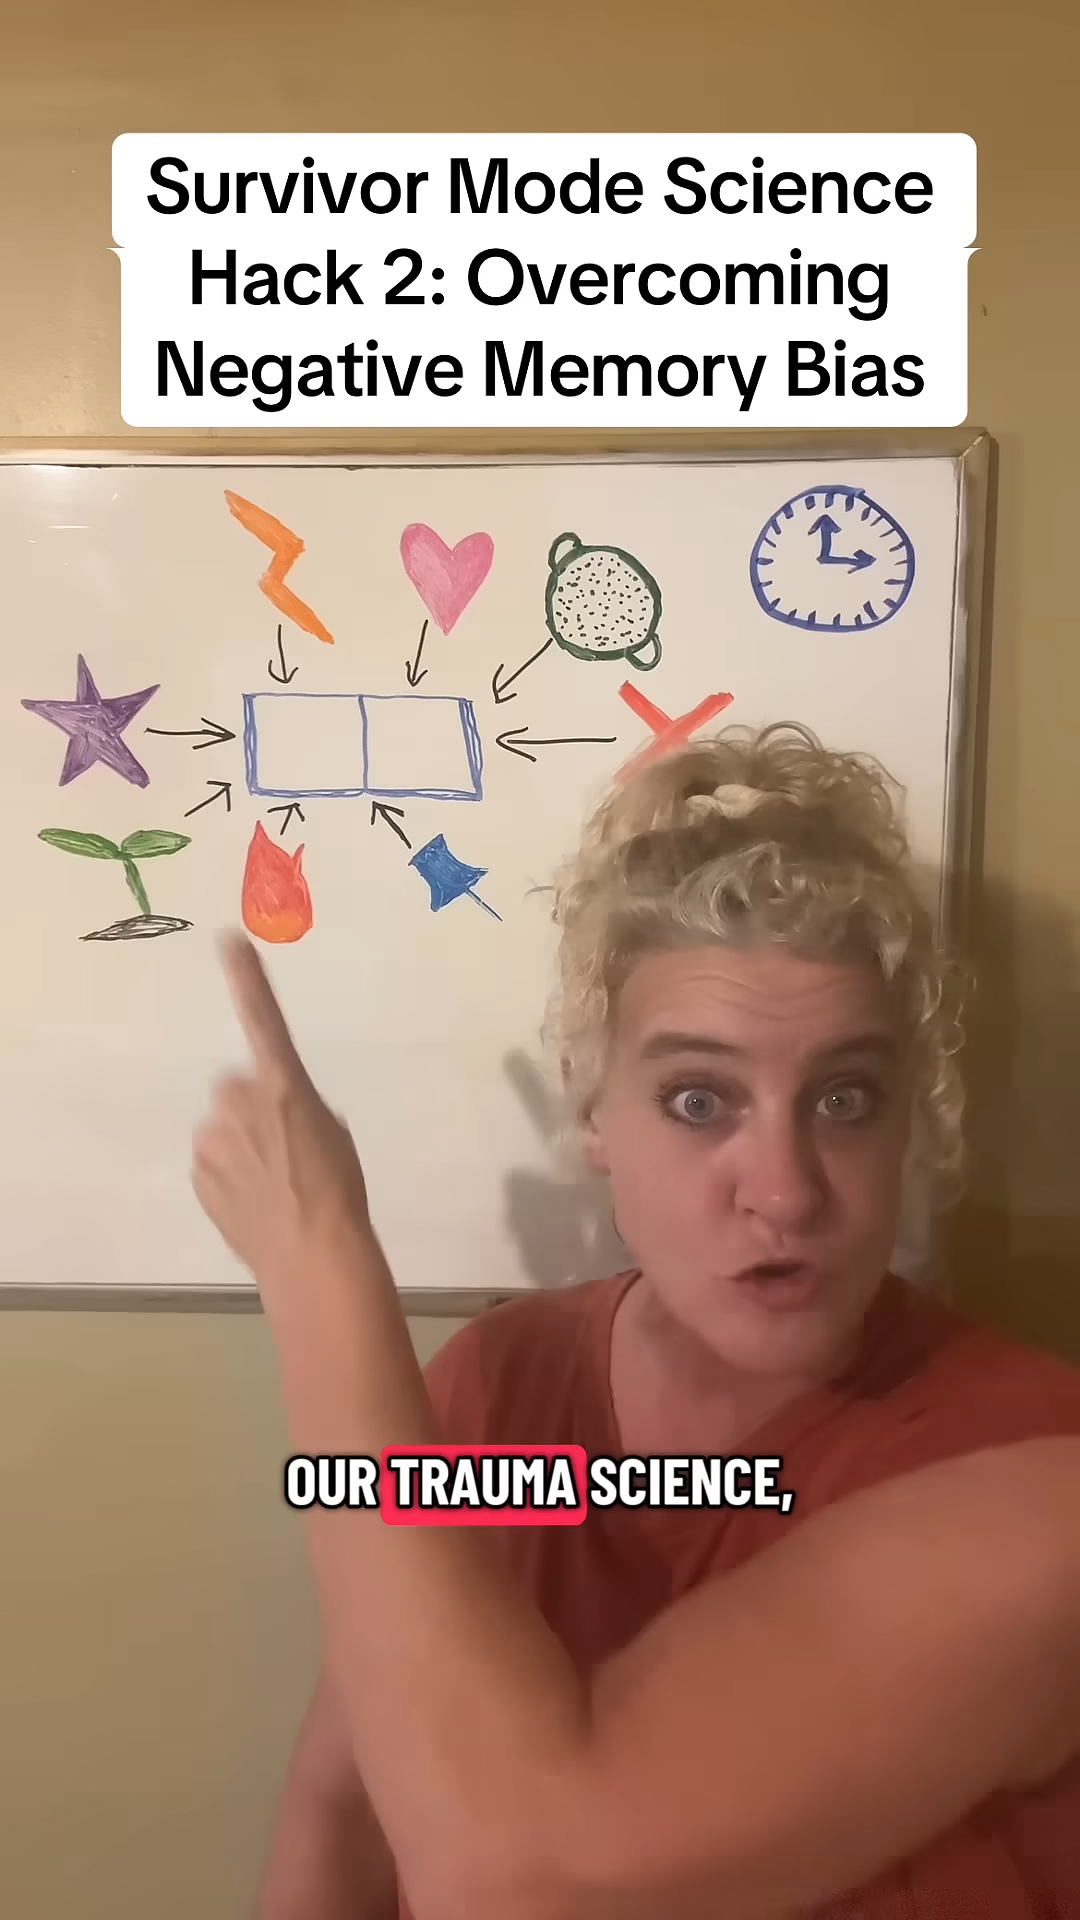 Survivor Mode Science
Hack 2: Overcoming
Negative Memory Bias
OUR TRAUMA SCIENCE,